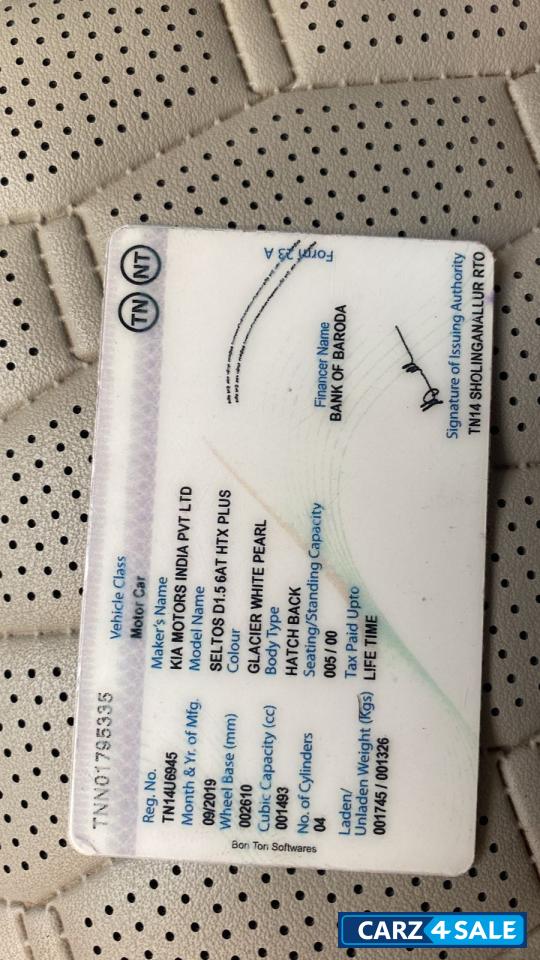 TNN01795335
TN NT
Vehicle Class
Motor Car
Reg. No.
TN14U6945
Maker's Name
KIA MOTORS INDIA PVT LTD
Month & Yr. of Mfg.
09/2019
Model Name
SELTOS D1.5 6AT HTX PLUS
Wheel Base (mm)
002610
Colour
GLACIER WHITE PEARL
Cubic Capacity (cc)
001493
Body Type
HATCH BACK
No. of Cylinders
04
Seating/Standing Capacity
005 / 00
Laden/
Unladen Weight (Kgs)
001745 / 001326
Tax Paid Upto
LIFE TIME
Form 23 A
Financer Name
BANK OF BARODA
Signature of Issuing Authority
TN14 SHOLINGANALLUR RTO
Bon Ton Softwares
CARZ4SALE